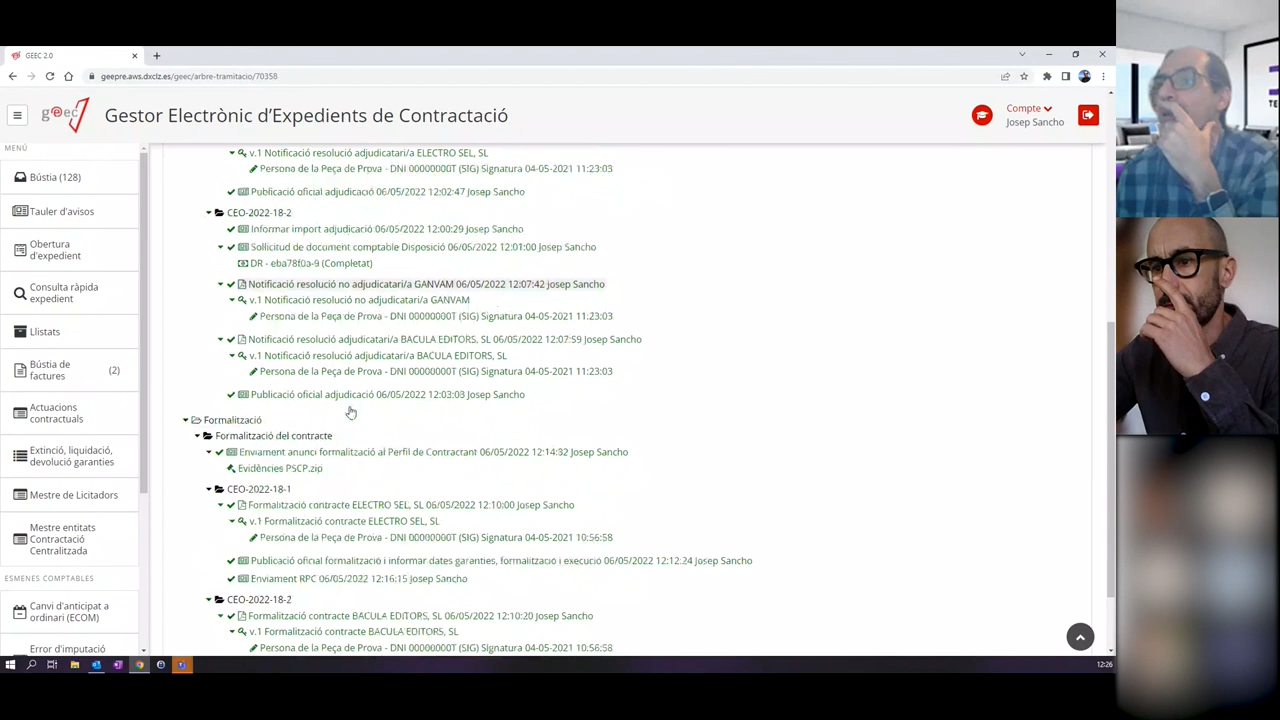 GEEC 2.0
geepre.aws.dxclz.es/geec/arbre-tramitacio/70358
geec
Gestor Electrònic d'Expedients de Contractació
Compte
Josep Sancho
MENÚ
Bústia (128)
Tauler d'avisos
Obertura d'expedient
Consulta ràpida expedient
Llistats
Bústia de factures (2)
Actuacions contractuals
Extinció, liquidació, devolució garanties
Mestre de Licitadors
Mestre entitats Contractació Centralitzada
ESMENES COMPTABLES
Canvi d'anticipat a ordinari (ECOM)
Error d'imputació
v.1 Notificació resolució adjudicatari/a ELECTRO SEL, SL
Persona de la Peça de Prova - DNI 00000000T (SIG) Signatura 04-05-2021 11:23:03
Publicació oficial adjudicació 06/05/2022 12:02:47 Josep Sancho
CEO-2022-18-2
Informar import adjudicació 06/05/2022 12:00:29 Josep Sancho
Sol·licitud de document comptable Disposició 06/05/2022 12:01:00 Josep Sancho
DR - eba78f0a-9 (Completat)
Notificació resolució no adjudicatari/a GANVAM 06/05/2022 12:07:42 Josep Sancho
v.1 Notificació resolució no adjudicatari/a GANVAM
Persona de la Peça de Prova - DNI 00000000T (SIG) Signatura 04-05-2021 11:23:03
Notificació resolució adjudicatari/a BACULA EDITORS, SL 06/05/2022 12:07:59 Josep Sancho
v.1 Notificació resolució adjudicatari/a BACULA EDITORS, SL
Persona de la Peça de Prova - DNI 00000000T (SIG) Signatura 04-05-2021 11:23:03
Publicació oficial adjudicació 06/05/2022 12:03:03 Josep Sancho
Formalització
Formalització del contracte
Enviament anunci formalització al Perfil de Contractant 06/05/2022 12:14:32 Josep Sancho
Evidències PSCP.zip
CEO-2022-18-1
Formalització contracte ELECTRO SEL, SL 06/05/2022 12:10:00 Josep Sancho
v.1 Formalització contracte ELECTRO SEL, SL
Persona de la Peça de Prova - DNI 00000000T (SIG) Signatura 04-05-2021 10:56:58
Publicació oficial formalització i informar dates garanties, formalització i execució 06/05/2022 12:12:24 Josep Sancho
Enviament RPC 06/05/2022 12:16:15 Josep Sancho
CEO-2022-18-2
Formalització contracte BACULA EDITORS, SL 06/05/2022 12:10:20 Josep Sancho
v.1 Formalització contracte BACULA EDITORS, SL
Persona de la Peça de Prova - DNI 00000000T (SIG) Signatura 04-05-2021 10:56:58
12:26